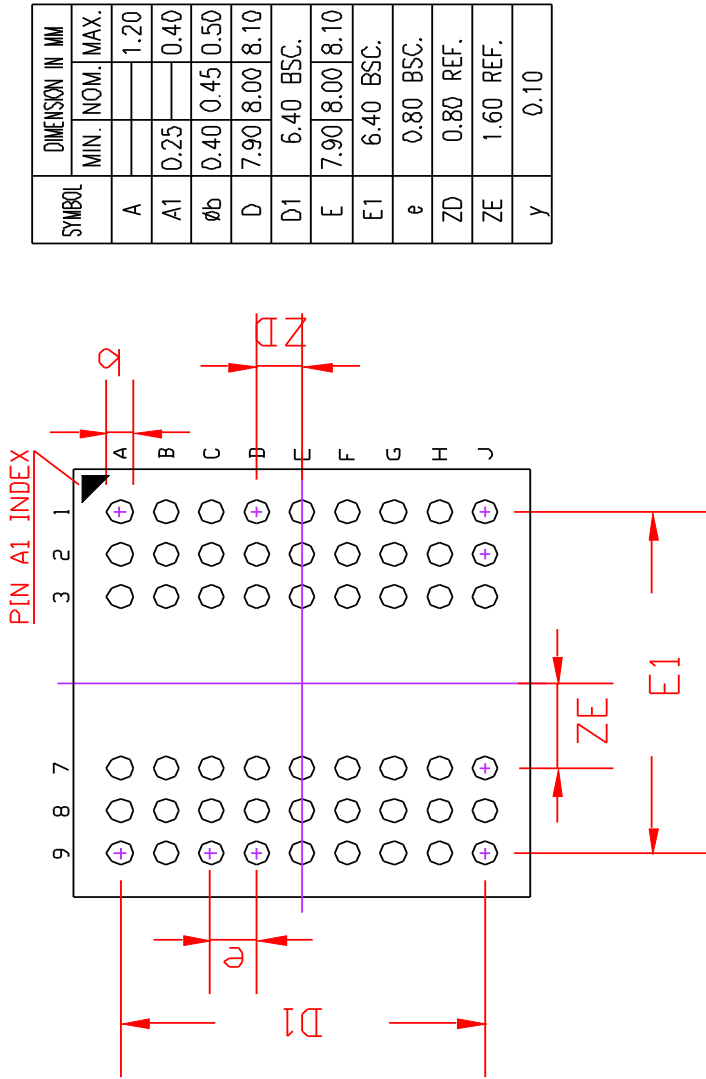 SYMBOL DIMENSION IN MM
MIN. NOM. MAX.
A 1.20
A1 0.25 0.40
Øb 0.40 0.45 0.50
D 7.90 8.00 8.10
D1 6.40 BSC.
E 7.90 8.00 8.10
E1 6.40 BSC.
e 0.80 BSC.
ZD 0.80 REF.
ZE 1.60 REF.
y 0.10
PIN A1 INDEX
1 2 3 7 8 9
A
B
C
D
E
F
G
H
J
b
ZD
e
D1
ZE
E1